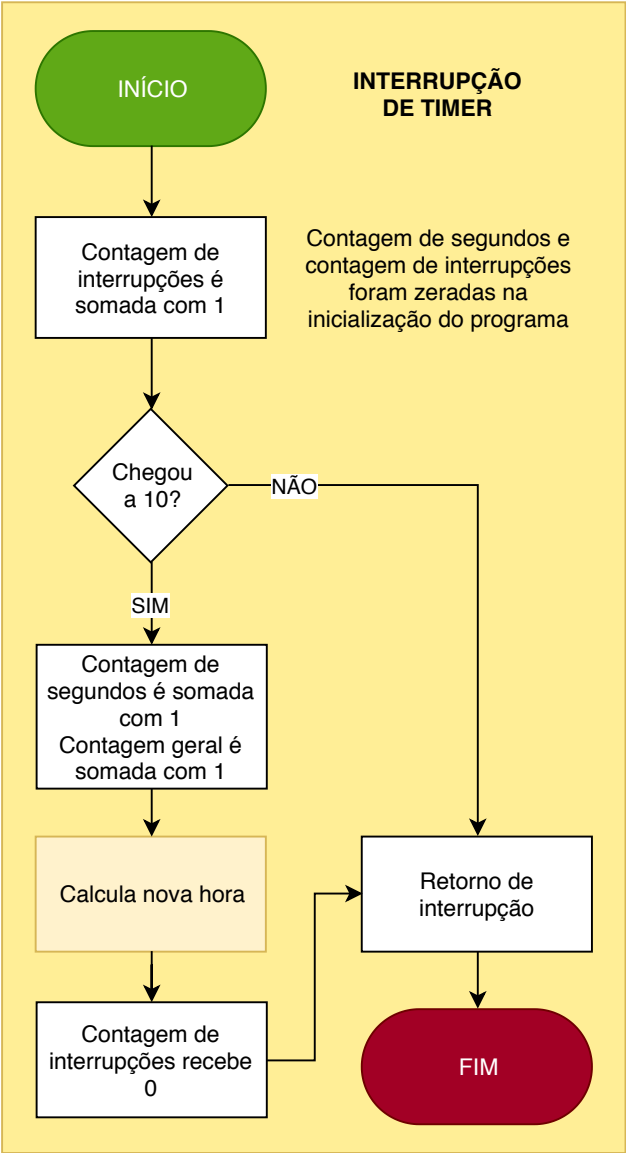 INÍCIO
INTERRUPÇÃO
DE TIMER
Contagem de
interrupções é
somada com 1
Contagem de segundos e
contagem de interrupções
foram zeradas na
inicialização do programa
Chegou
a 10?
NÃO
SIM
Contagem de
segundos é somada
com 1
Contagem geral é
somada com 1
Calcula nova hora
Retorno de
interrupção
Contagem de
interrupções recebe
0
FIM